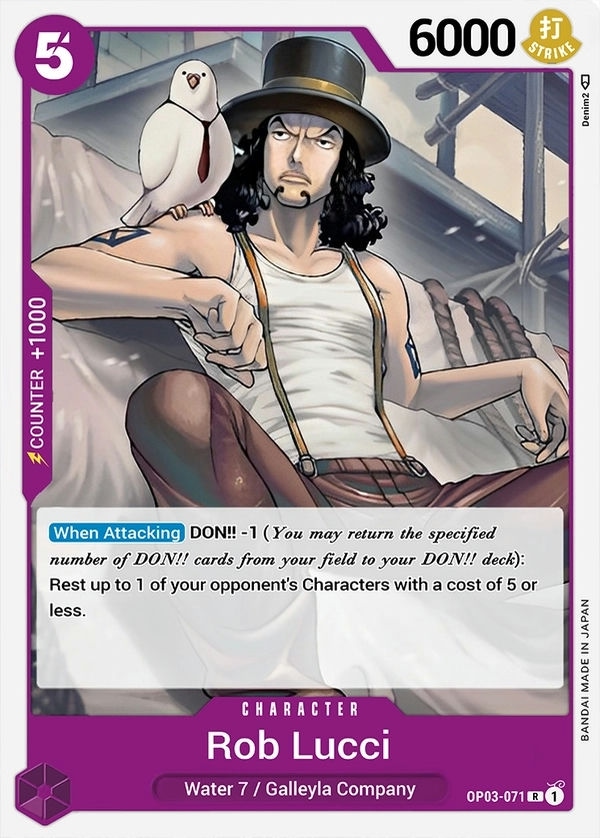 5
6000
打
STRIKE
Denim2
COUNTER +1000
When Attacking DON!! -1 (You may return the specified
number of DON!! cards from your field to your DON!! deck):
Rest up to 1 of your opponent's Characters with a cost of 5 or
less.
BANDAI MADE IN JAPAN
CHARACTER
Rob Lucci
Water 7 / Galleyla Company
OP03-071 R 1